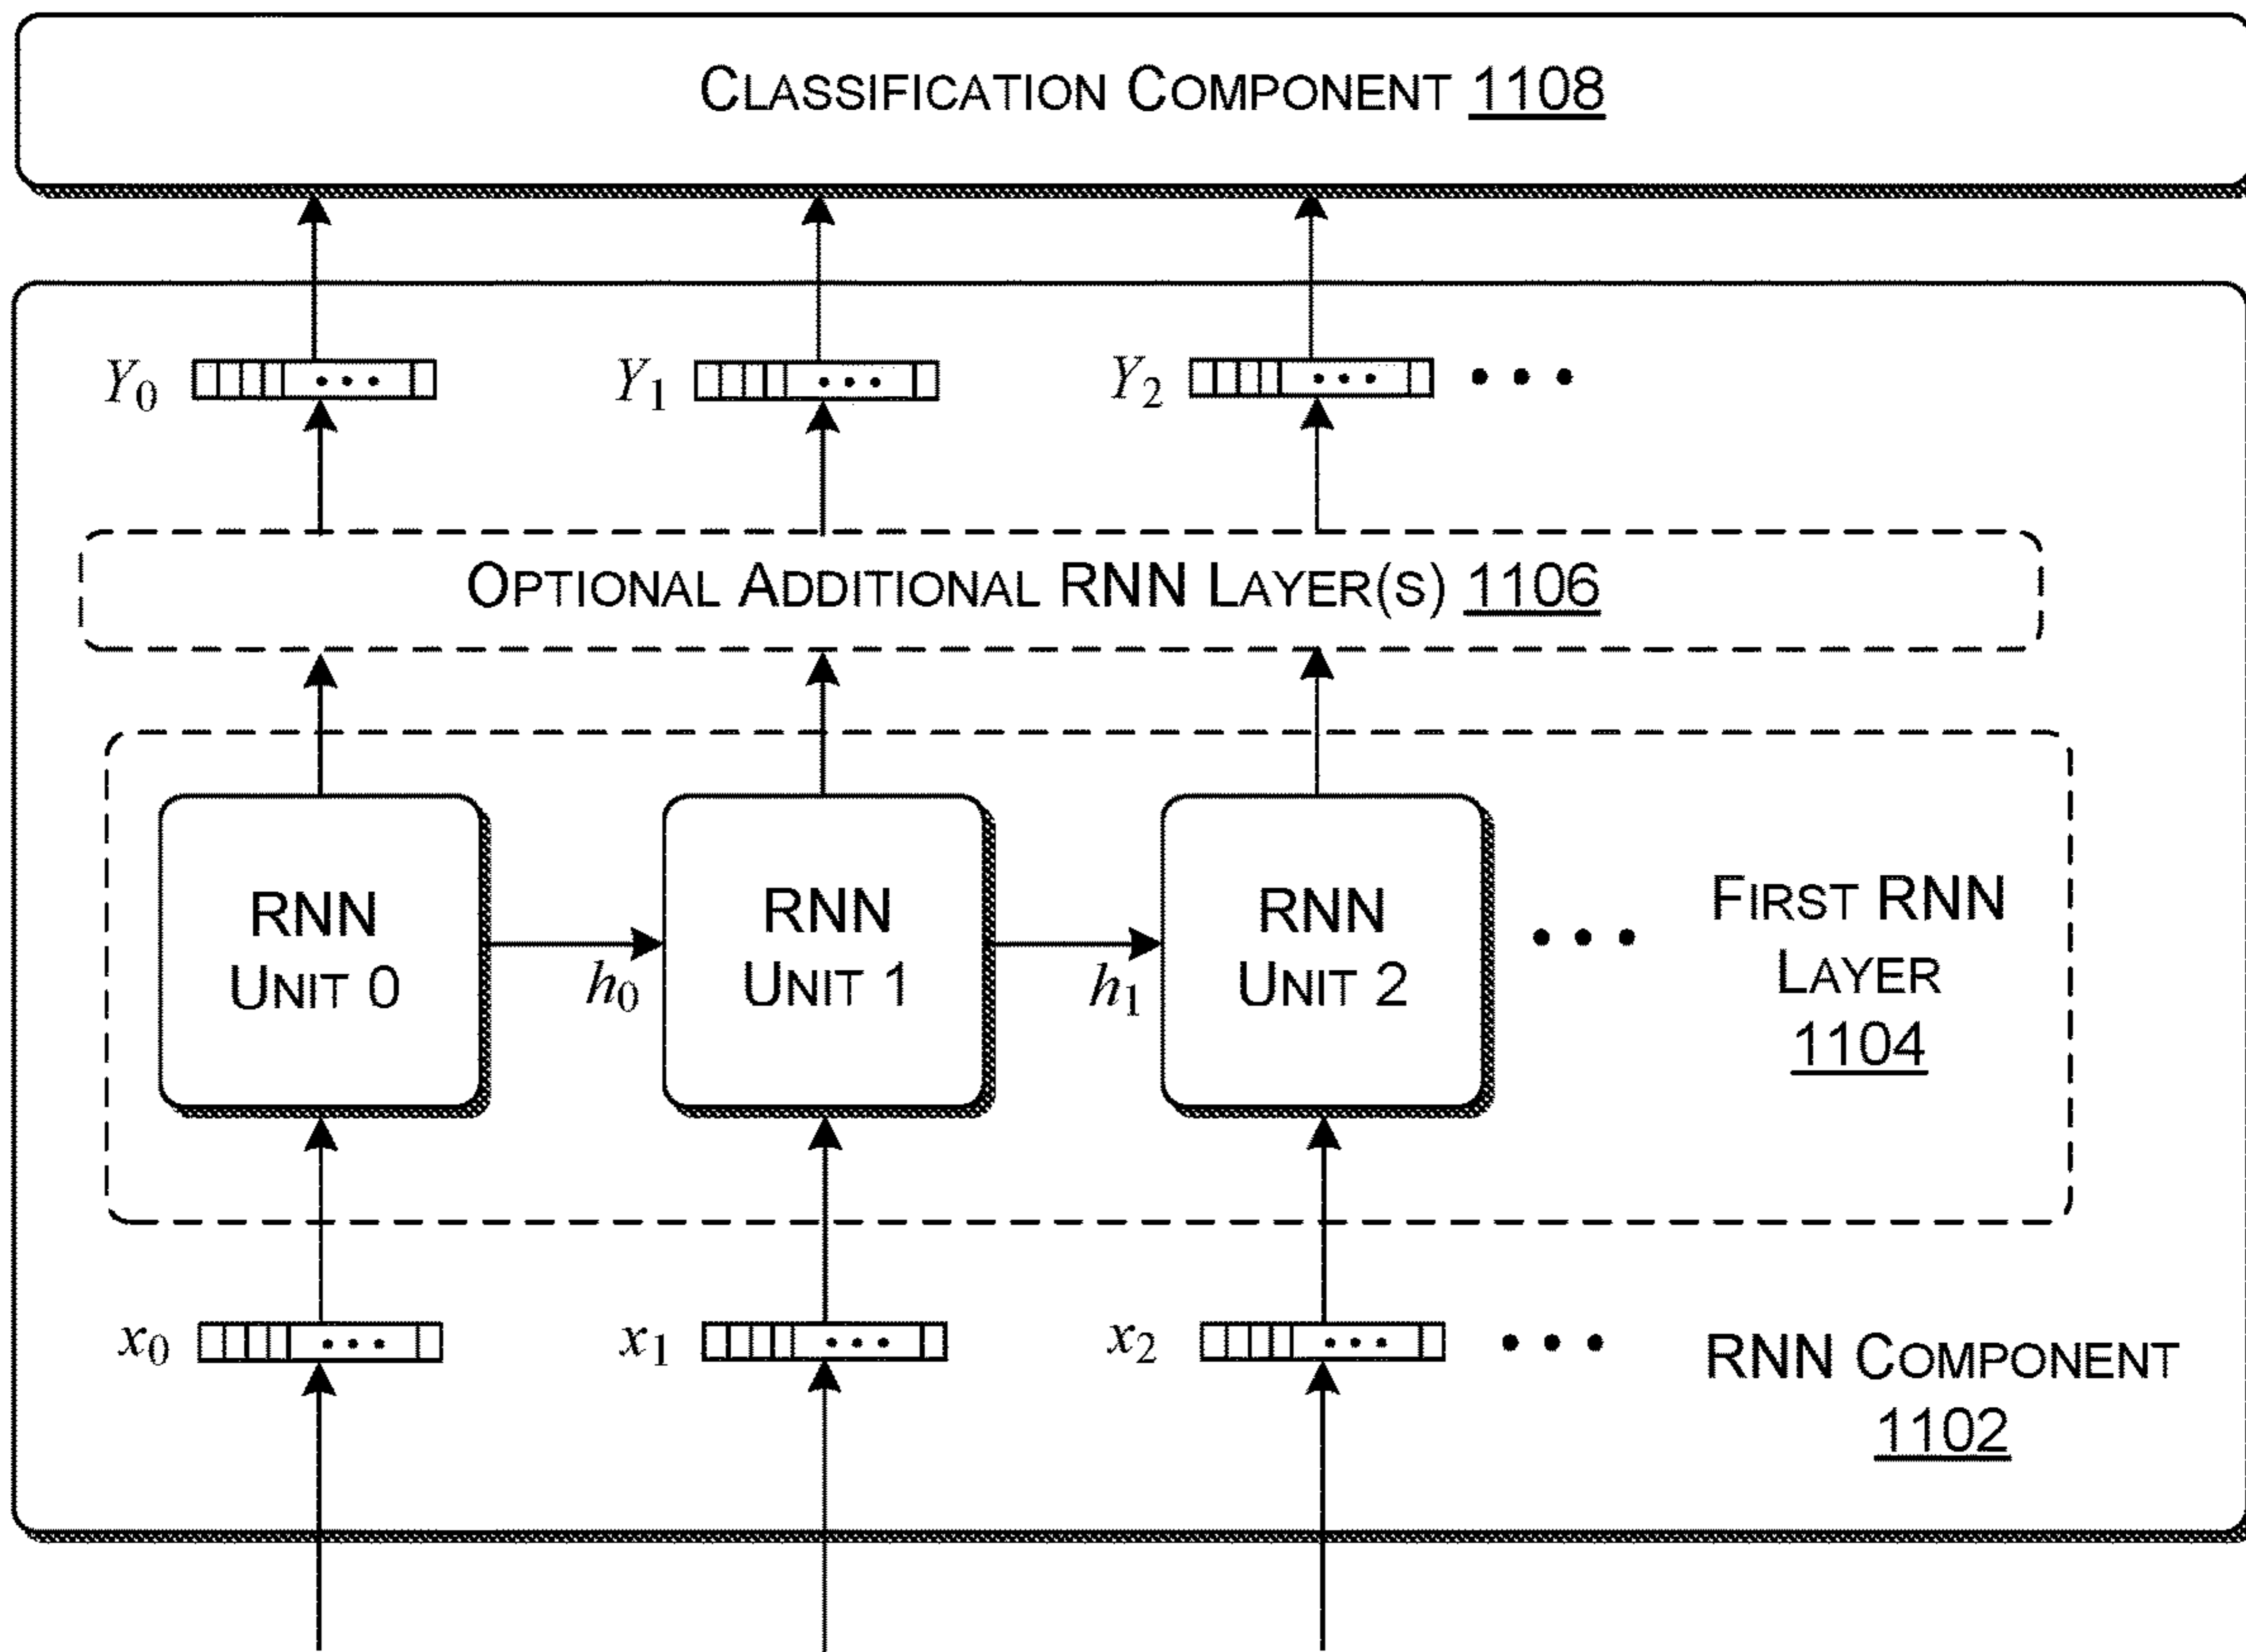 CLASSIFICATION COMPONENT 1108
Y₀ Y₁ Y₂ • • •
OPTIONAL ADDITIONAL RNN LAYER(S) 1106
RNN UNIT 0
h₀
RNN UNIT 1
h₁
RNN UNIT 2
• • •
FIRST RNN
LAYER
1104
x₀ x₁ x₂ • • •
RNN COMPONENT
1102